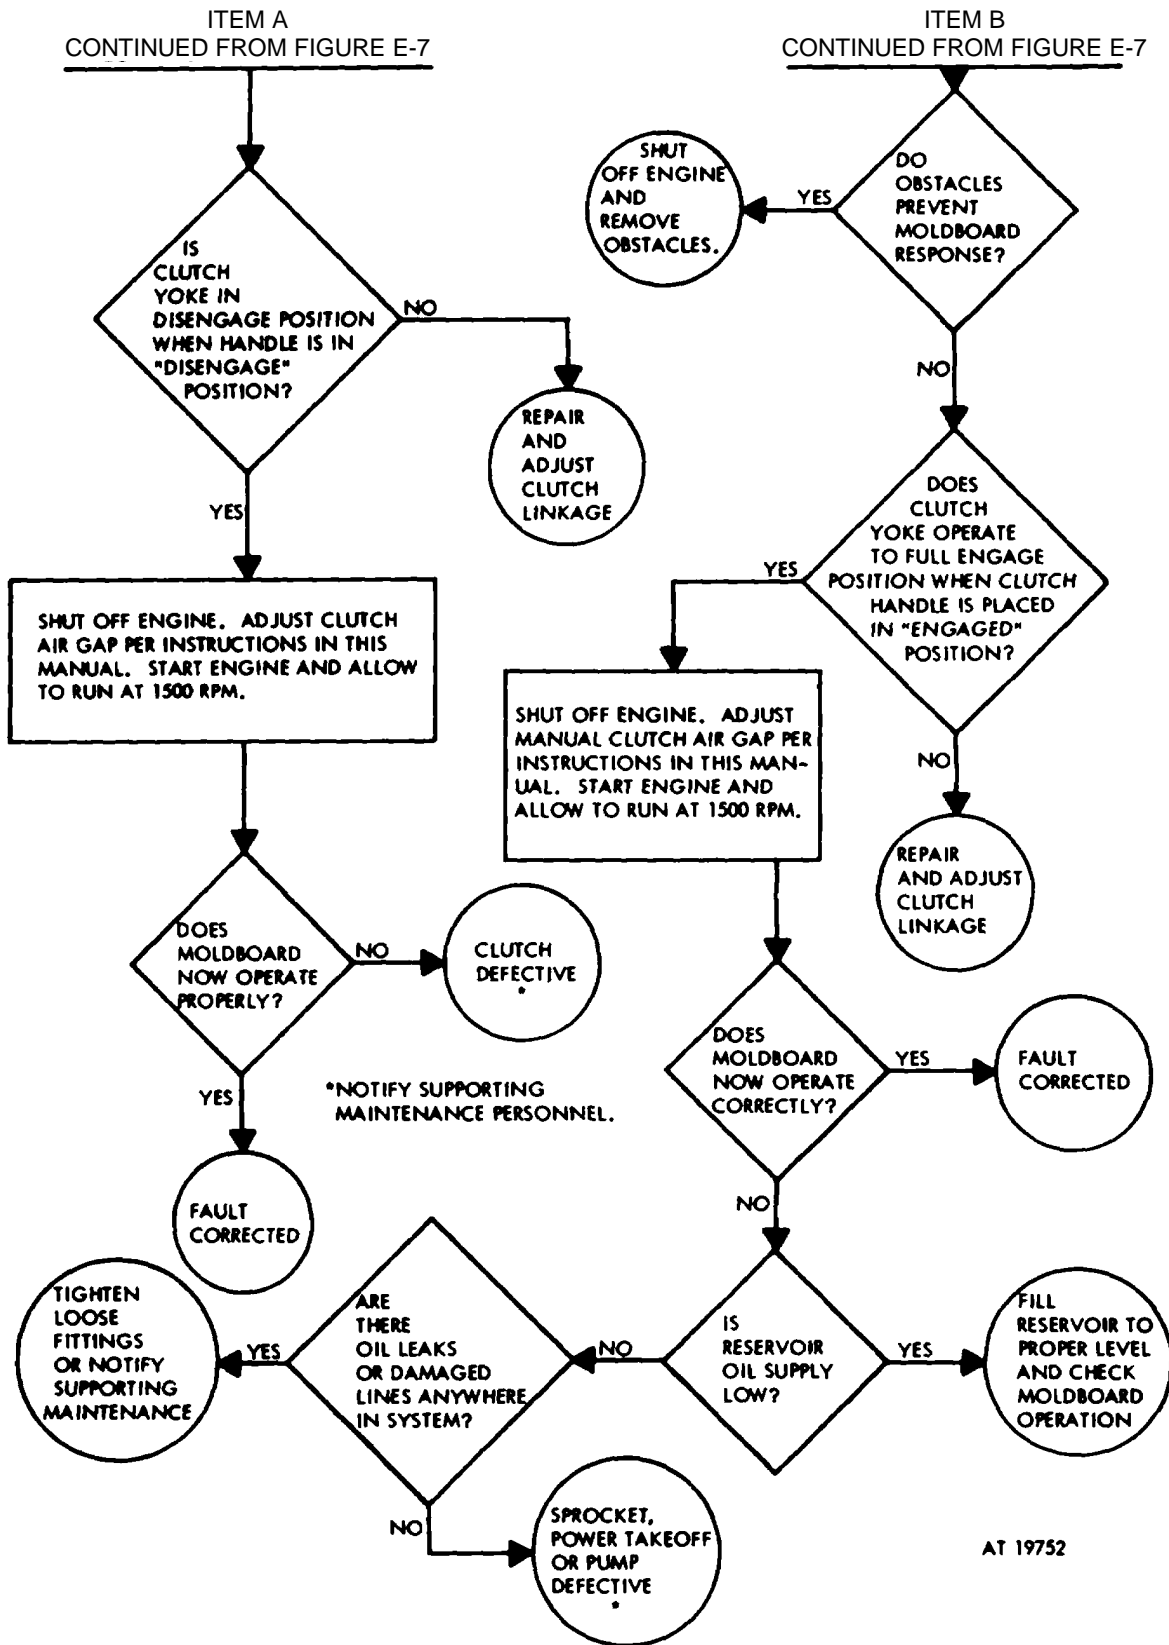 ITEM A
CONTINUED FROM FIGURE E-7
ITEM B
CONTINUED FROM FIGURE E-7
IS
CLUTCH
YOKE IN
DISENGAGE POSITION
WHEN HANDLE IS IN
"DISENGAGE"
POSITION?
NO
REPAIR
AND
ADJUST
CLUTCH
LINKAGE
YES
SHUT OFF ENGINE. ADJUST CLUTCH
AIR GAP PER INSTRUCTIONS IN THIS
MANUAL. START ENGINE AND ALLOW
TO RUN AT 1500 RPM.
DOES
MOLDBOARD
NOW OPERATE
PROPERLY?
NO
CLUTCH
DEFECTIVE
*
YES
FAULT
CORRECTED
*NOTIFY SUPPORTING
MAINTENANCE PERSONNEL.
DO
OBSTACLES
PREVENT
MOLDBOARD
RESPONSE?
YES
SHUT
OFF ENGINE
AND
REMOVE
OBSTACLES.
NO
DOES
CLUTCH
YOKE OPERATE
TO FULL ENGAGE
POSITION WHEN CLUTCH
HANDLE IS PLACED
IN "ENGAGED"
POSITION?
YES
SHUT OFF ENGINE. ADJUST
MANUAL CLUTCH AIR GAP PER
INSTRUCTIONS IN THIS MAN-
UAL. START ENGINE AND
ALLOW TO RUN AT 1500 RPM.
NO
REPAIR
AND ADJUST
CLUTCH
LINKAGE
DOES
MOLDBOARD
NOW OPERATE
CORRECTLY?
YES
FAULT
CORRECTED
NO
IS
RESERVOIR
OIL SUPPLY
LOW?
YES
FILL
RESERVOIR TO
PROPER LEVEL
AND CHECK
MOLDBOARD
OPERATION
NO
ARE
THERE
OIL LEAKS
OR DAMAGED
LINES ANYWHERE
IN SYSTEM?
YES
TIGHTEN
LOOSE
FITTINGS
OR NOTIFY
SUPPORTING
MAINTENANCE
NO
SPROCKET,
POWER TAKEOFF
OR PUMP
DEFECTIVE
*
AT 19752